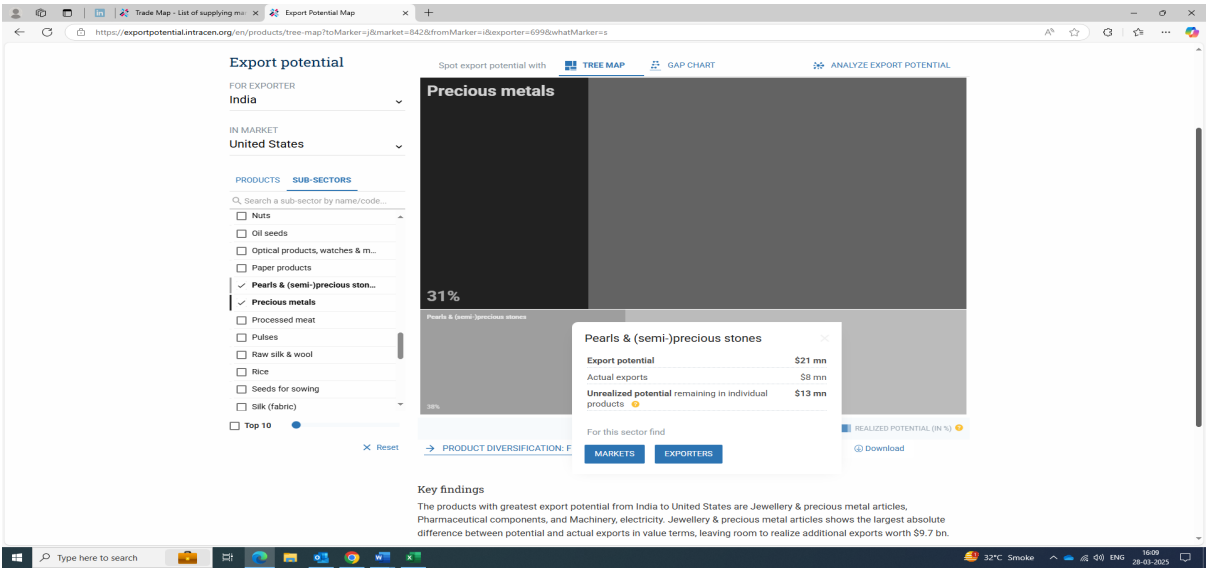 Trade Map - List of supplying mar
Export Potential Map
https://exportpotential.intracen.org/en/products/tree-map?toMarker=j&market=842&fromMarker=i&exporter=699&whatMarker=s
Export potential
FOR EXPORTER
India
IN MARKET
United States
PRODUCTS SUB-SECTORS
Search a sub-sector by name/code...
Nuts
Oil seeds
Optical products, watches & m...
Paper products
Pearls & (semi-)precious ston...
Precious metals
Processed meat
Pulses
Raw silk & wool
Rice
Seeds for sowing
Silk (fabric)
Top 10
Reset
Spot export potential with TREE MAP GAP CHART ANALYZE EXPORT POTENTIAL
Precious metals
31%
Pearls & (semi-)precious stones
38%
Pearls & (semi-)precious stones
Export potential $21 mn
Actual exports $8 mn
Unrealized potential remaining in individual $13 mn
products ?
For this sector find
MARKETS EXPORTERS
REALIZED POTENTIAL (IN %) ?
PRODUCT DIVERSIFICATION: F
Download
Key findings
The products with greatest export potential from India to United States are Jewellery & precious metal articles,
Pharmaceutical components, and Machinery, electricity. Jewellery & precious metal articles shows the largest absolute
difference between potential and actual exports in value terms, leaving room to realize additional exports worth $9.7 bn.
Type here to search
32°C Smoke
ENG
16:09
28-03-2025